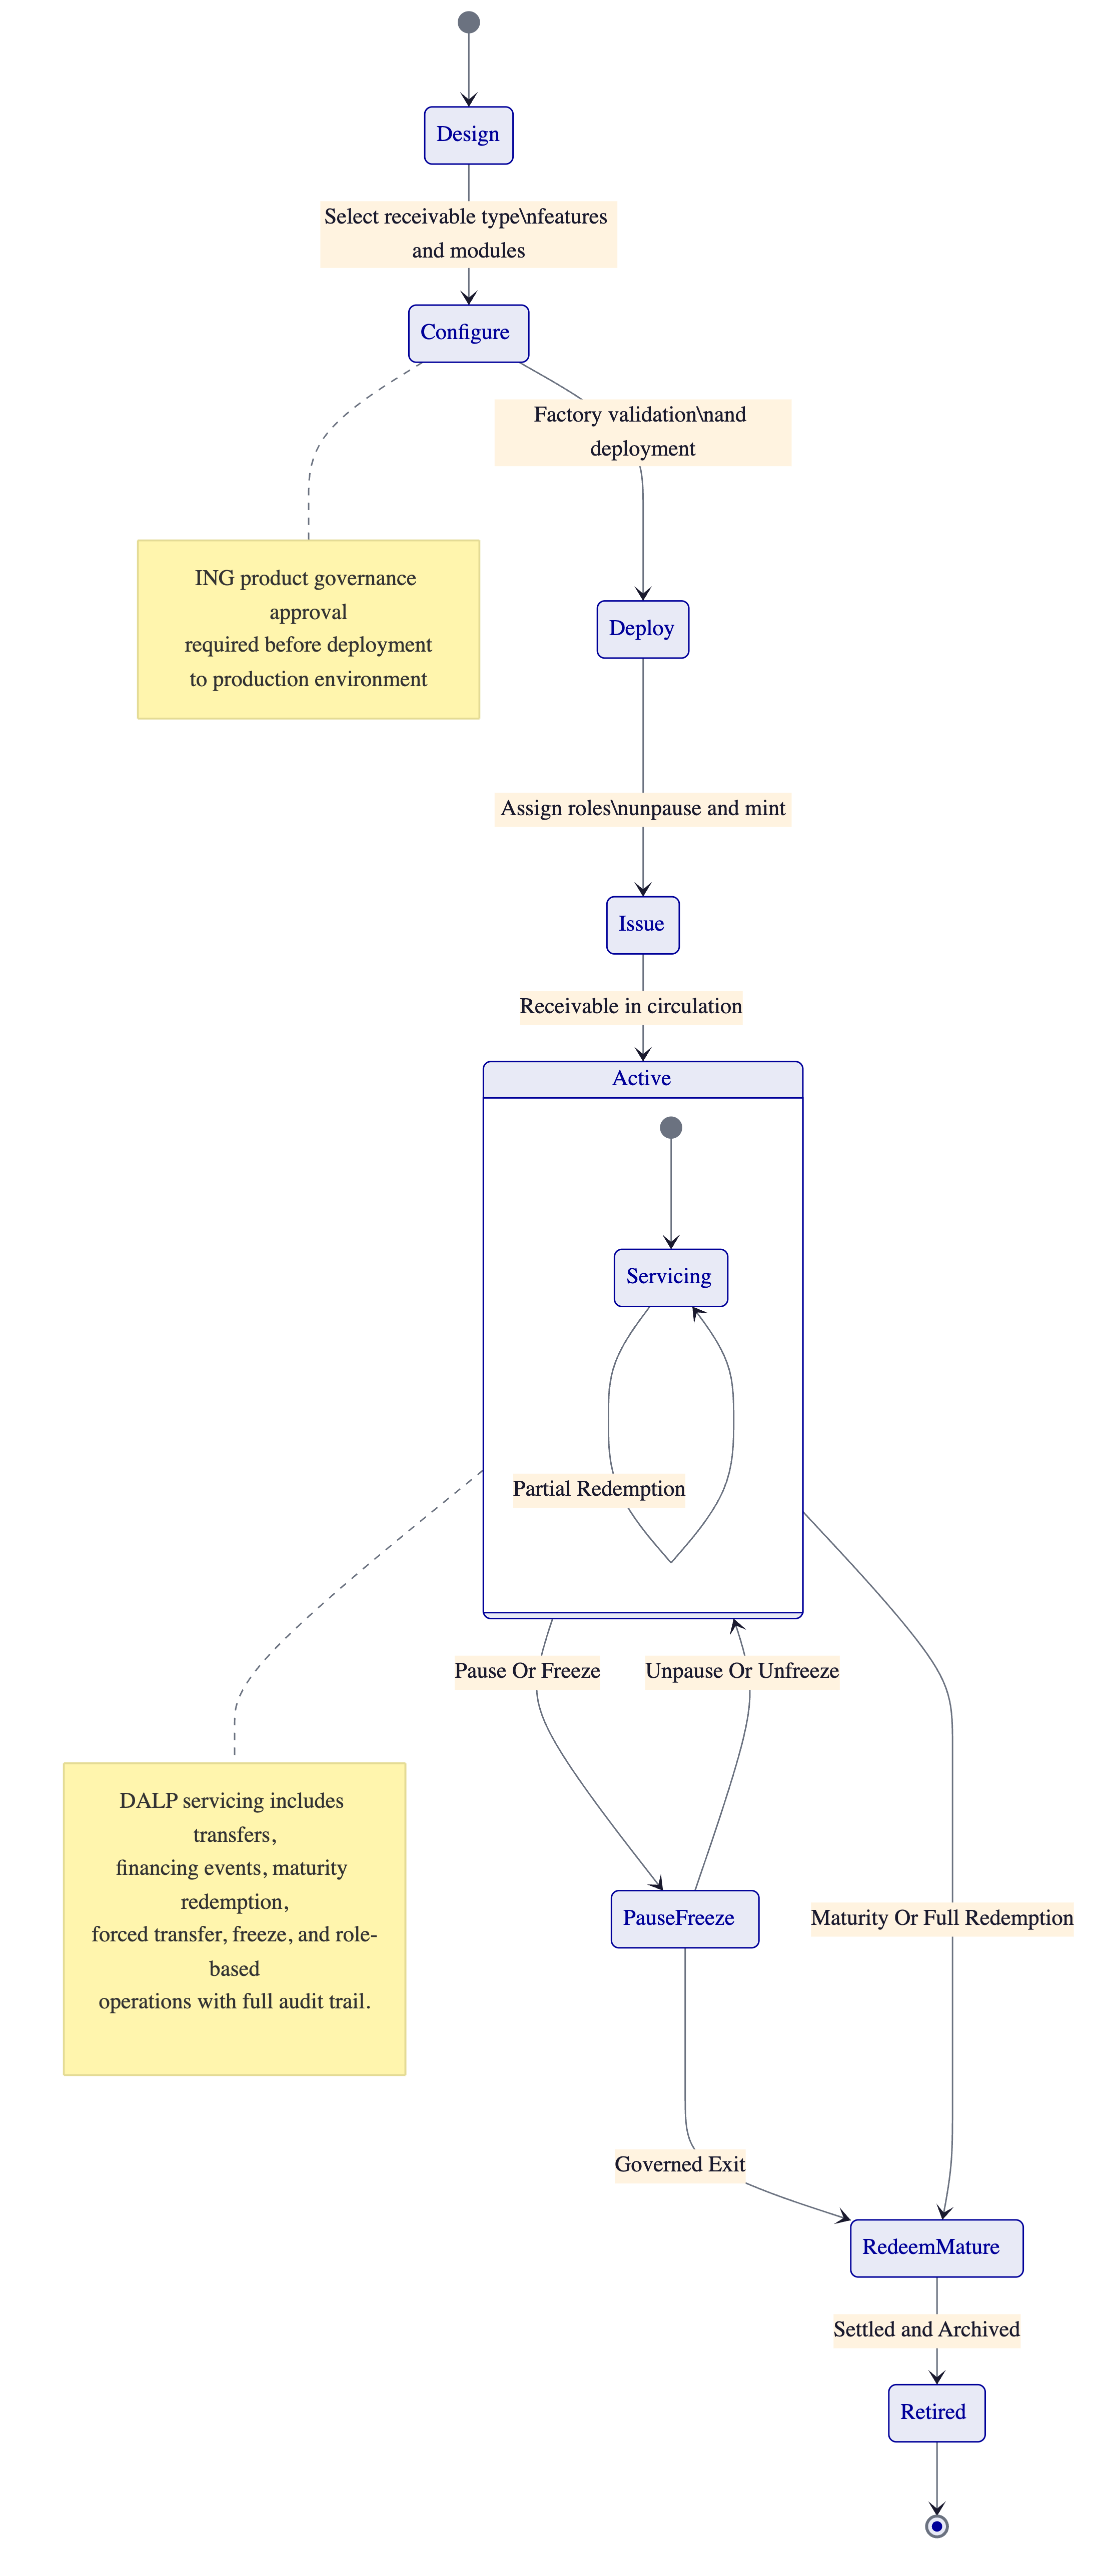 Design
Select receivable type\nfeatures
and modules
Configure
Factory validation\nand
deployment
ING product governance
approval
required before deployment
to production environment
Deploy
Assign roles\nunpause and mint
Issue
Receivable in circulation
Active
Servicing
Partial Redemption
Pause Or Freeze
Unpause Or Unfreeze
DALP servicing includes
transfers,
financing events, maturity
redemption,
forced transfer, freeze, and role-
based
operations with full audit trail.
PauseFreeze
Maturity Or Full Redemption
Governed Exit
RedeemMature
Settled and Archived
Retired